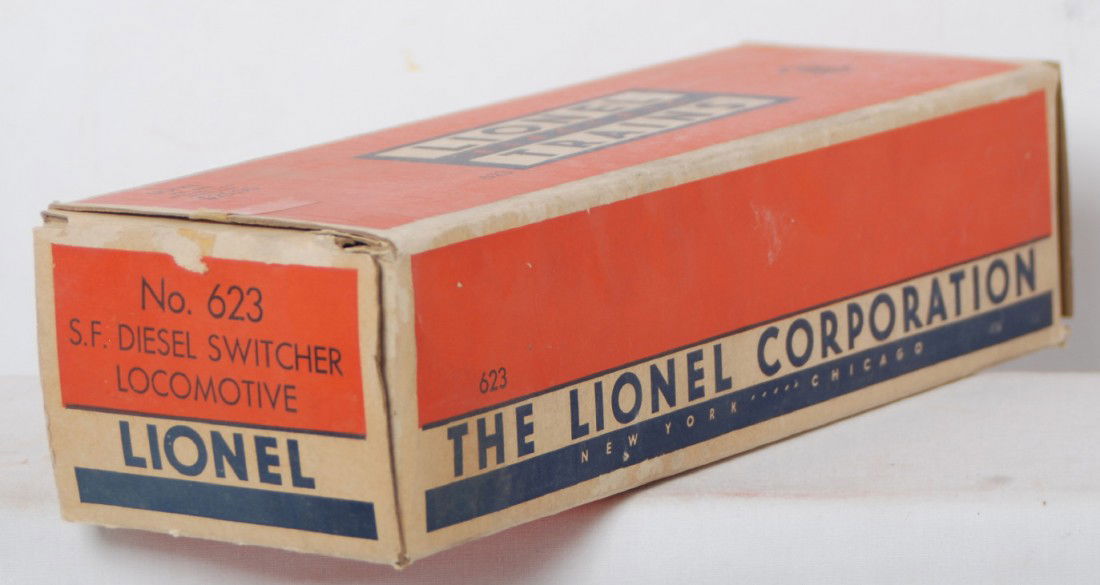 LIONEL
TRAINS
No. 623
S.F. DIESEL SWITCHER
LOCOMOTIVE
LIONEL
623
THE LIONEL CORPORATION
NEW YORK ····· CHICAGO